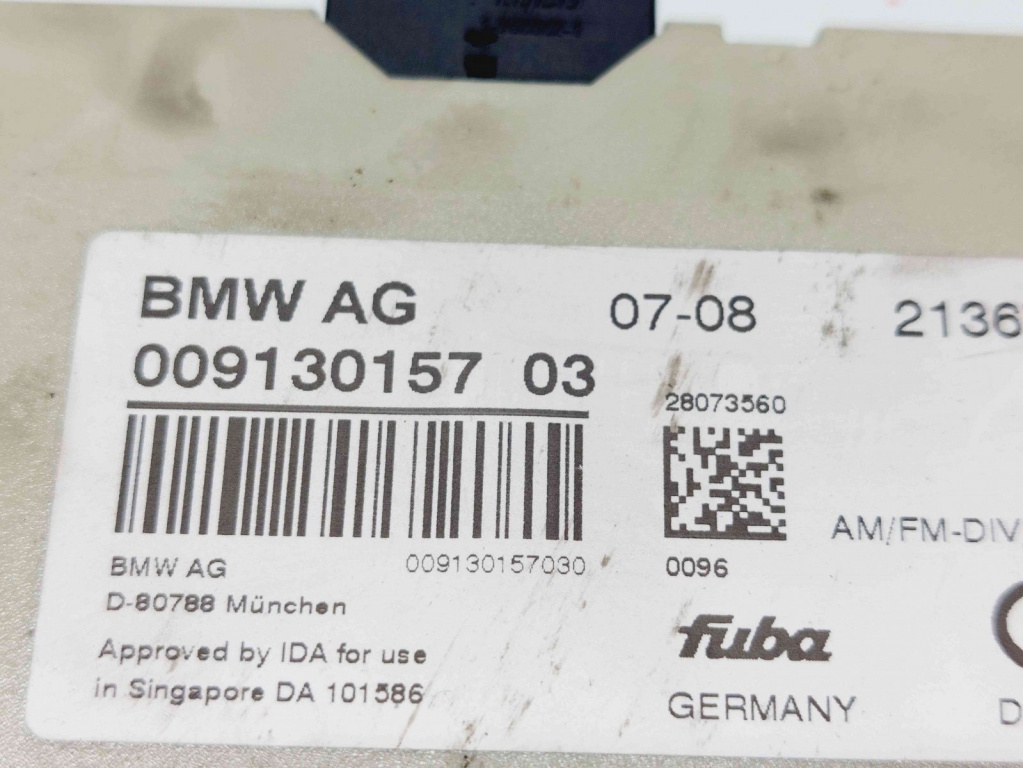 BMW AG 07-08 2136
009130157 03
28073560
AM/FM-DIV
BMW AG 009130157030 0096
D-80788 München
fuba
Approved by IDA for use
in Singapore DA 101586
GERMANY
D